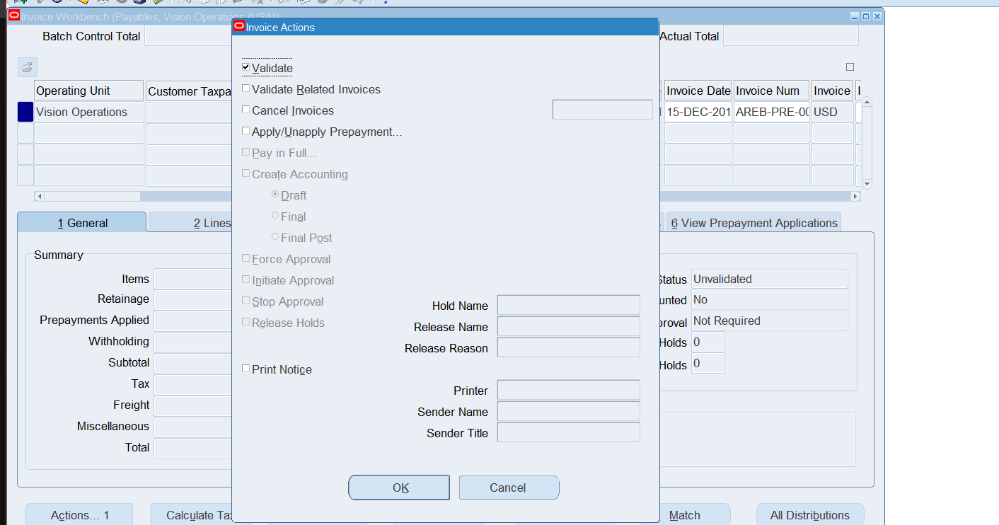 Invoice Workbench (Payables, Vision Operations (USA))
Invoice Actions
Batch Control Total
Actual Total
Validate
Operating Unit
Customer Taxpa
Validate Related Invoices
Invoice Date
Invoice Num
Invoice
Vision Operations
Cancel Invoices
15-DEC-201
AREB-PRE-00
USD
Apply/Unapply Prepayment...
Pay in Full...
Create Accounting
Draft
Final
Final Post
1 General
2 Lines
6 View Prepayment Applications
Summary
Force Approval
Items
Initiate Approval
Status
Unvalidated
Retainage
Stop Approval
Hold Name
unted
No
Prepayments Applied
Release Holds
Release Name
proval
Not Required
Withholding
Release Reason
Holds
0
Subtotal
Print Notice
Holds
0
Tax
Printer
Freight
Sender Name
Miscellaneous
Sender Title
Total
OK
Cancel
Actions... 1
Calculate Tax
Match
All Distributions